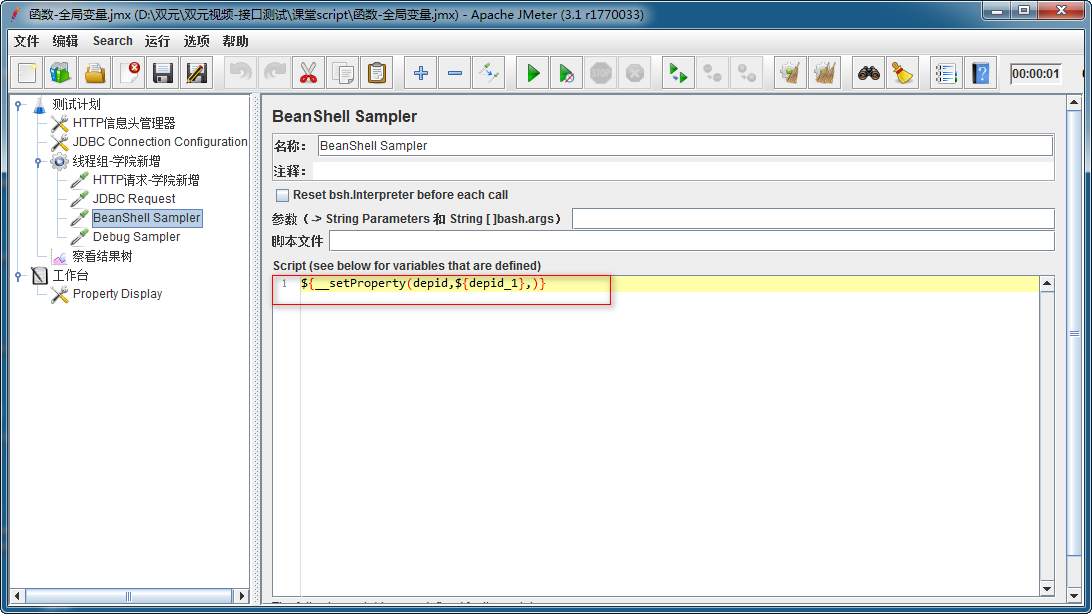 函数-全局变量.jmx (D:\双元\双元视频-接口测试\课堂script\函数-全局变量.jmx) - Apache JMeter (3.1 r1770033)
文件 编辑 Search 运行 选项 帮助
STOP
00:00:01
测试计划
HTTP信息头管理器
JDBC Connection Configuration
线程组-学院新增
HTTP请求-学院新增
JDBC Request
BeanShell Sampler
Debug Sampler
察看结果树
工作台
Property Display
BeanShell Sampler
名称: BeanShell Sampler
注释:
Reset bsh.Interpreter before each call
参数 ( -> String Parameters 和 String [ ]bash.args)
脚本文件
Script (see below for variables that are defined)
1 ${__setProperty(depid,${depid_1},)}